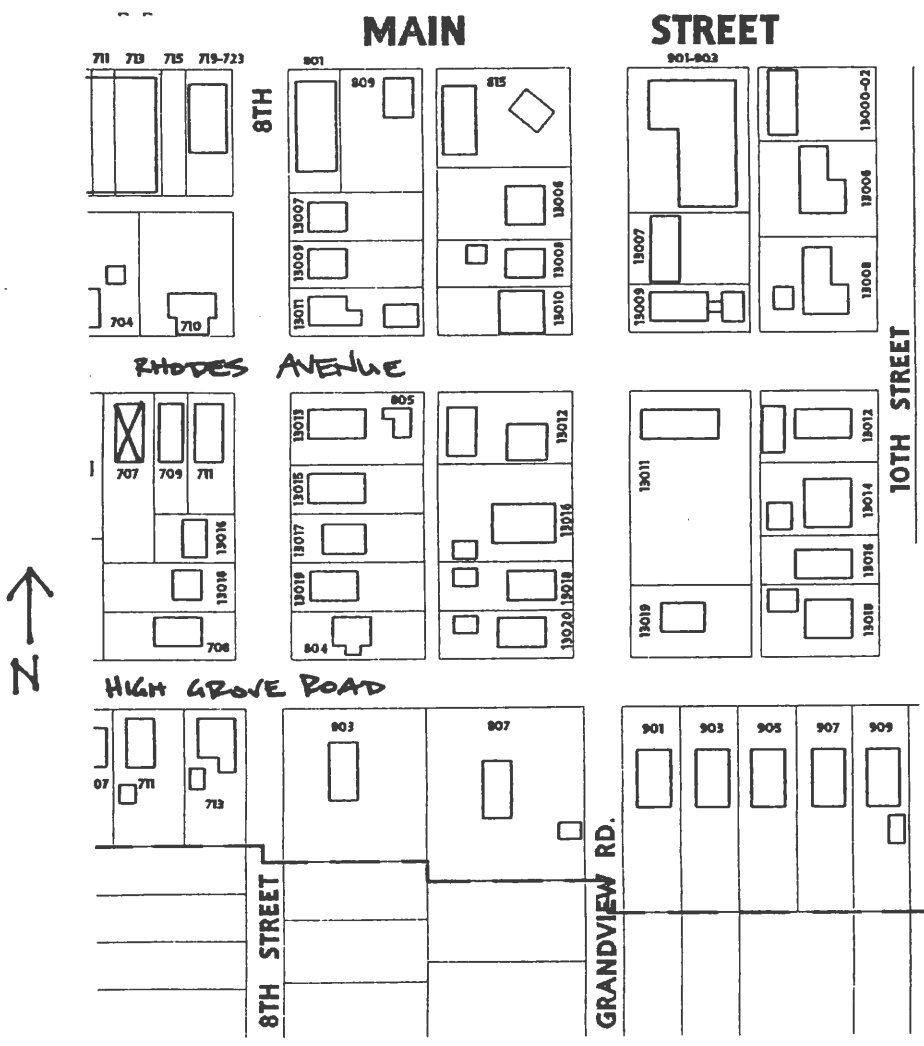 MAIN STREET
711 713 715 719-723 801 901-903
809 815 13000-02
8TH
13007 13006 13006
13009 13008 13007 13008
13011 13010 13009
704 710
RHODES AVENUE
10TH STREET
805
13013 13012 13012
707 709 711
13015 13011 13014
13016 13017 13016 13016
13018 13019 13018 13019 13018
708 804 13020
N
HIGH GROVE ROAD
803 807 901 903 905 907 909
07 711 713
8TH STREET
GRANDVIEW RD.